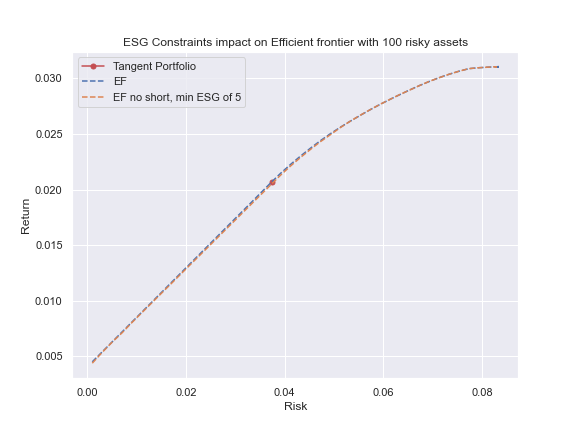 ESG Constraints impact on Efficient frontier with 100 risky assets
Tangent Portfolio
EF
EF no short, min ESG of 5
0.030
0.025
0.020
0.015
0.010
0.005
Return
0.00 0.02 0.04 0.06 0.08
Risk